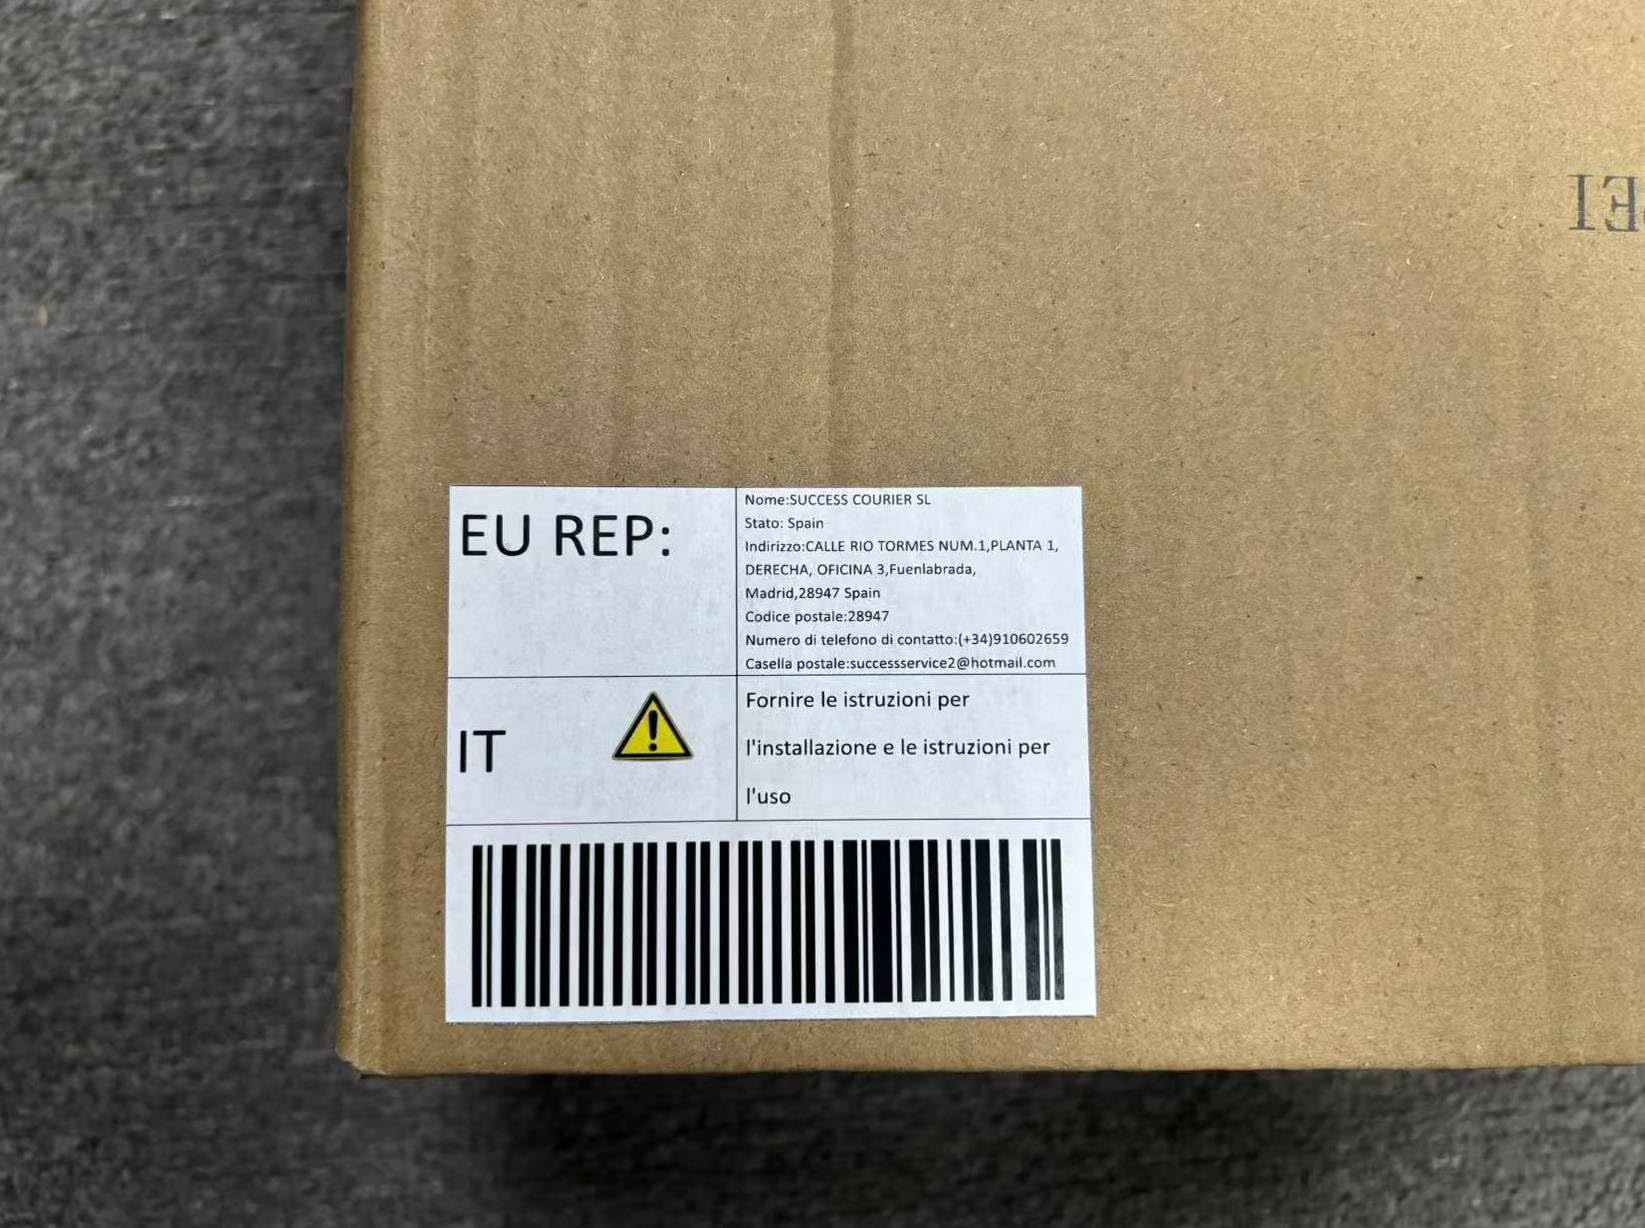 EI
EU REP:
Nome:SUCCESS COURIER SL
Stato: Spain
Indirizzo:CALLE RIO TORMES NUM.1,PLANTA 1,
DERECHA, OFICINA 3,Fuenlabrada,
Madrid,28947 Spain
Codice postale:28947
Numero di telefono di contatto:(+34)910602659
Casella postale:successservice2@hotmail.com
IT
Fornire le istruzioni per
l'installazione e le istruzioni per
l'uso